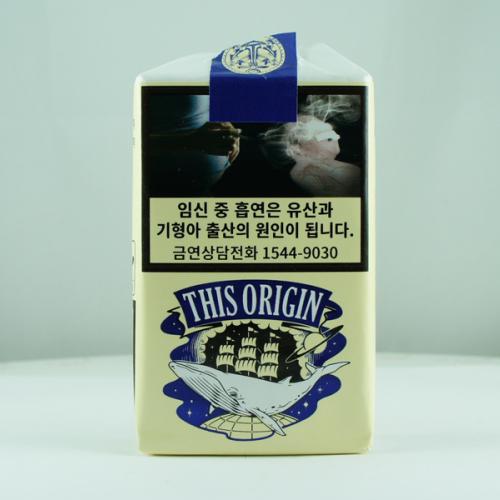 임신 중 흡연은 유산과
기형아 출산의 원인이 됩니다.
금연상담전화 1544-9030
THIS ORIGIN